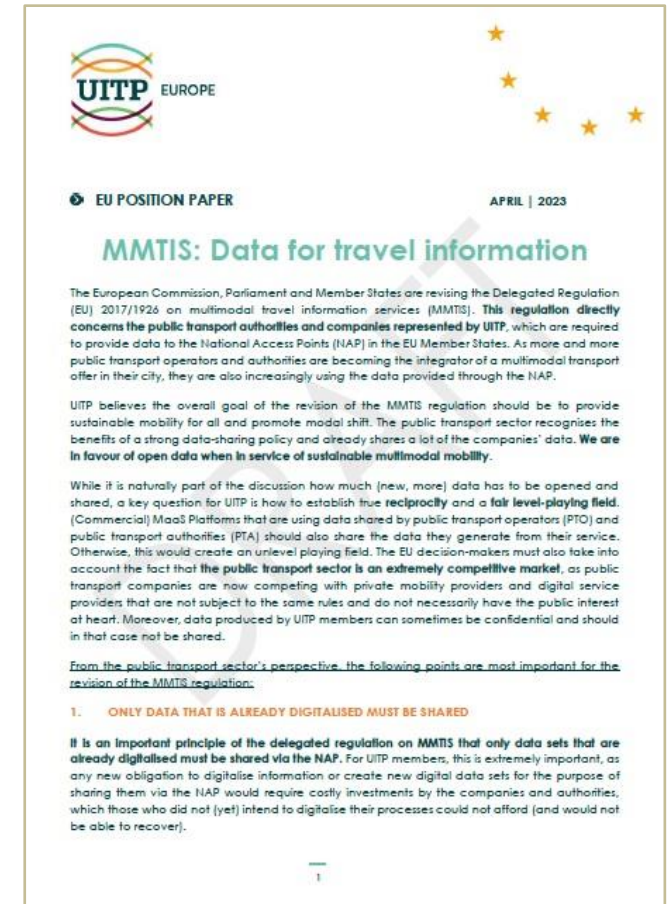 UITP EUROPE
EU POSITION PAPER APRIL | 2023
MMTIS: Data for travel information
The European Commission, Parliament and Member States are revising the Delegated Regulation
(EU) 2017/1926 on multimodal travel information services (MMTIS). This regulation directly
concerns the public transport authorities and companies represented by UITP, which are required
to provide data to the National Access Points (NAP) in the EU Member States. As more and more
public transport operators and authorities are becoming the integrator of a multimodal transport
offer in their city, they are also increasingly using the data provided through the NAP.
UITP believes the overall goal of the revision of the MMTIS regulation should be to provide
sustainable mobility for all and promote modal shift. The public transport sector recognises the
benefits of a strong data-sharing policy and already shares a lot of the companies' data. We are
in favour of open data when in service of sustainable multimodal mobility.
While it is naturally part of the discussion how much (new, more) data has to be opened and
shared, a key question for UITP is how to establish true reciprocity and a fair level-playing field.
(Commercial) MaaS Platforms that are using data shared by public transport operators (PTO) and
public transport authorities (PTA) should also share the data they generate from their service.
Otherwise, this would create an unlevel playing field. The EU decision-makers must also take into
account the fact that the public transport sector is an extremely competitive market, as public
transport companies are now competing with private mobility providers and digital service
providers that are not subject to the same rules and do not necessarily have the public interest
at heart. Moreover, data produced by UITP members can sometimes be confidential and should
in that case not be shared.
From the public transport sector's perspective, the following points are most important for the
revision of the MMTIS regulation:
1. ONLY DATA THAT IS ALREADY DIGITALISED MUST BE SHARED
It is an important principle of the delegated regulation on MMTIS that only data sets that are
already digitalised must be shared via the NAP. For UITP members, this is extremely important, as
any new obligation to digitalise information or create new digital data sets for the purpose of
sharing them via the NAP would require costly investments by the companies and authorities,
which those who did not (yet) intend to digitalise their processes could not afford (and would not
be able to recover).
1
DRAFT